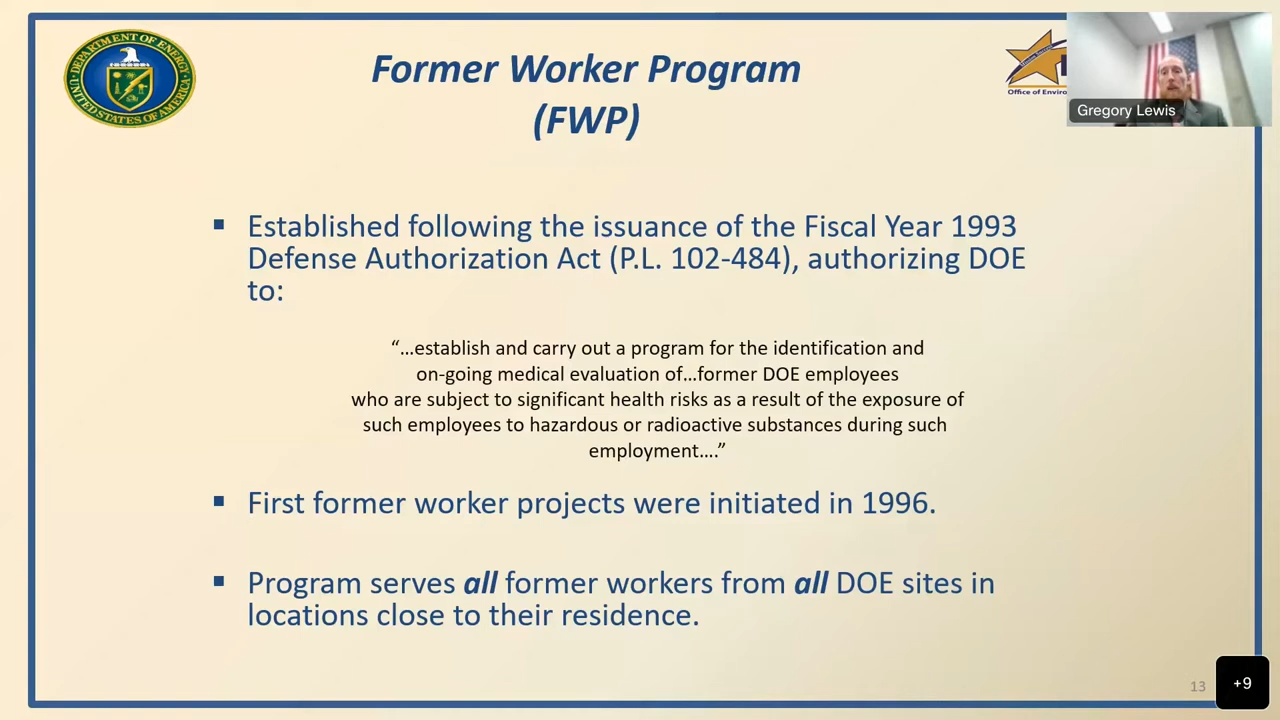 DEPARTMENT OF ENERGY
UNITED STATES OF AMERICA
Former Worker Program
(FWP)
Office of Enviro
Gregory Lewis
▪ Established following the issuance of the Fiscal Year 1993
Defense Authorization Act (P.L. 102-484), authorizing DOE
to:
“…establish and carry out a program for the identification and
on-going medical evaluation of…former DOE employees
who are subject to significant health risks as a result of the exposure of
such employees to hazardous or radioactive substances during such
employment….”
▪ First former worker projects were initiated in 1996.
▪ Program serves all former workers from all DOE sites in
locations close to their residence.
13
+9